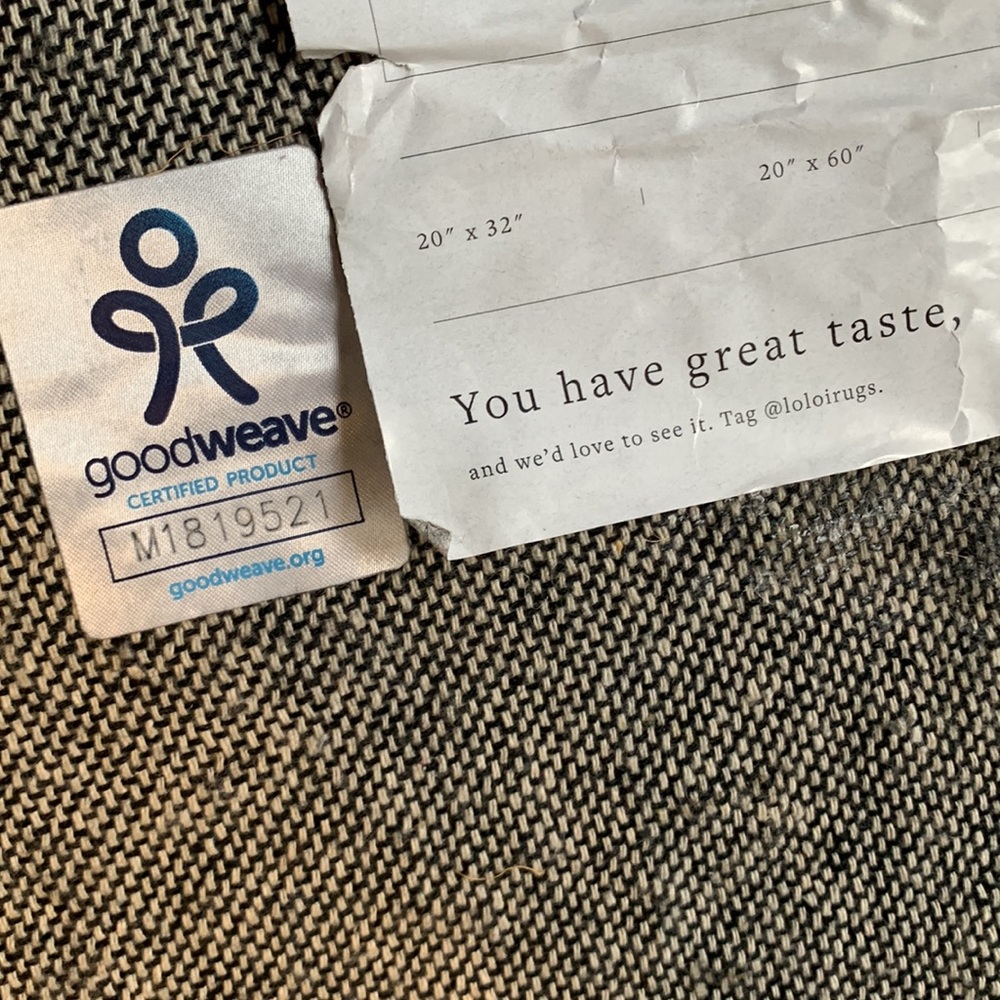 goodweave®
CERTIFIED PRODUCT
M1819521
goodweave.org
20" x 32"
20" x 60"
You have great taste,
and we’d love to see it. Tag @loloirugs.